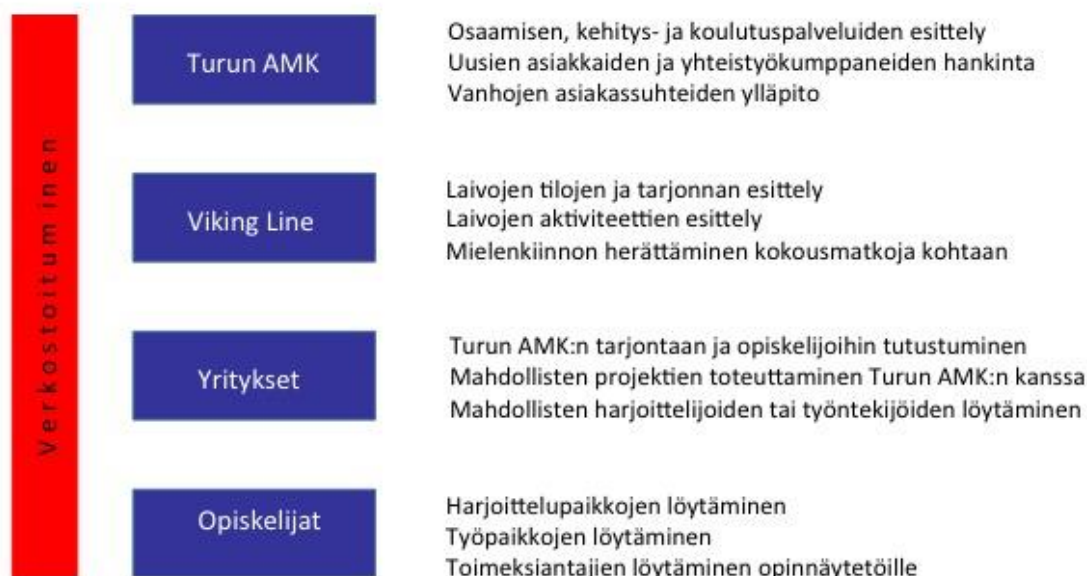 Verkostoituminen
Turun AMK
Osaamisen, kehitys- ja koulutuspalveluiden esittely
Uusien asiakkaiden ja yhteistyökumppaneiden hankinta
Vanhojen asiakassuhteiden ylläpito
Viking Line
Laivojen tilojen ja tarjonnan esittely
Laivojen aktiviteettien esittely
Mielenkiinnon herättäminen kokousmatkoja kohtaan
Yritykset
Turun AMK:n tarjontaan ja opiskelijoihin tutustuminen
Mahdollisten projektien toteuttaminen Turun AMK:n kanssa
Mahdollisten harjoittelijoiden tai työntekijöiden löytäminen
Opiskelijat
Harjoittelupaikkojen löytäminen
Työpaikkojen löytäminen
Toimeksiantajien löytäminen opinnäytetöille